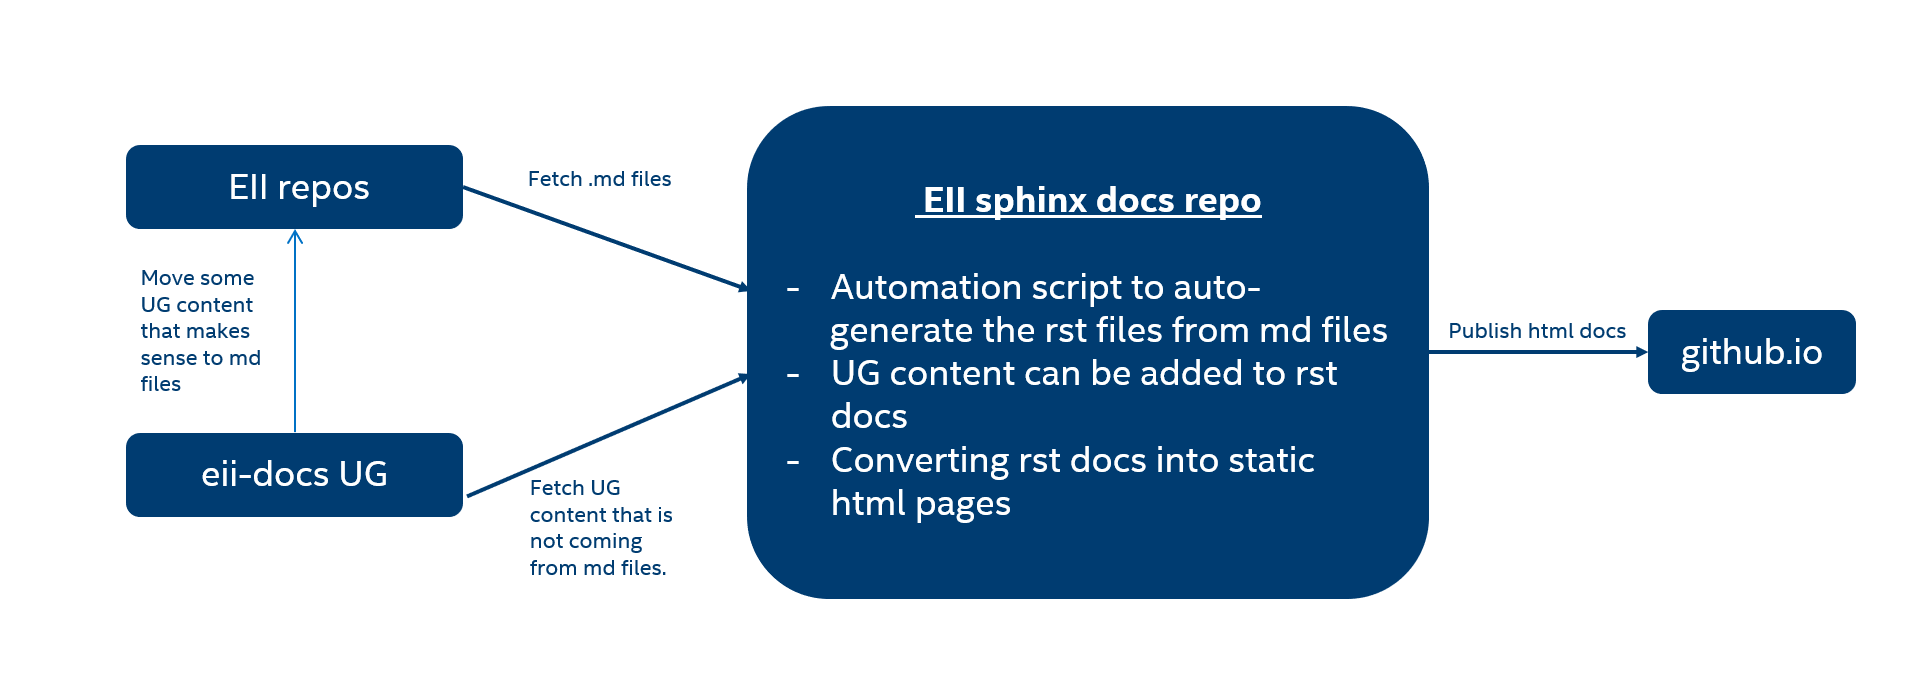 EII repos
Fetch .md files
Move some
UG content
that makes
sense to md
files
eii-docs UG
Fetch UG
content that is
not coming
from md files.
EII sphinx docs repo
- Automation script to auto-
generate the rst files from md files
- UG content can be added to rst
docs
- Converting rst docs into static
html pages
Publish html docs
github.io